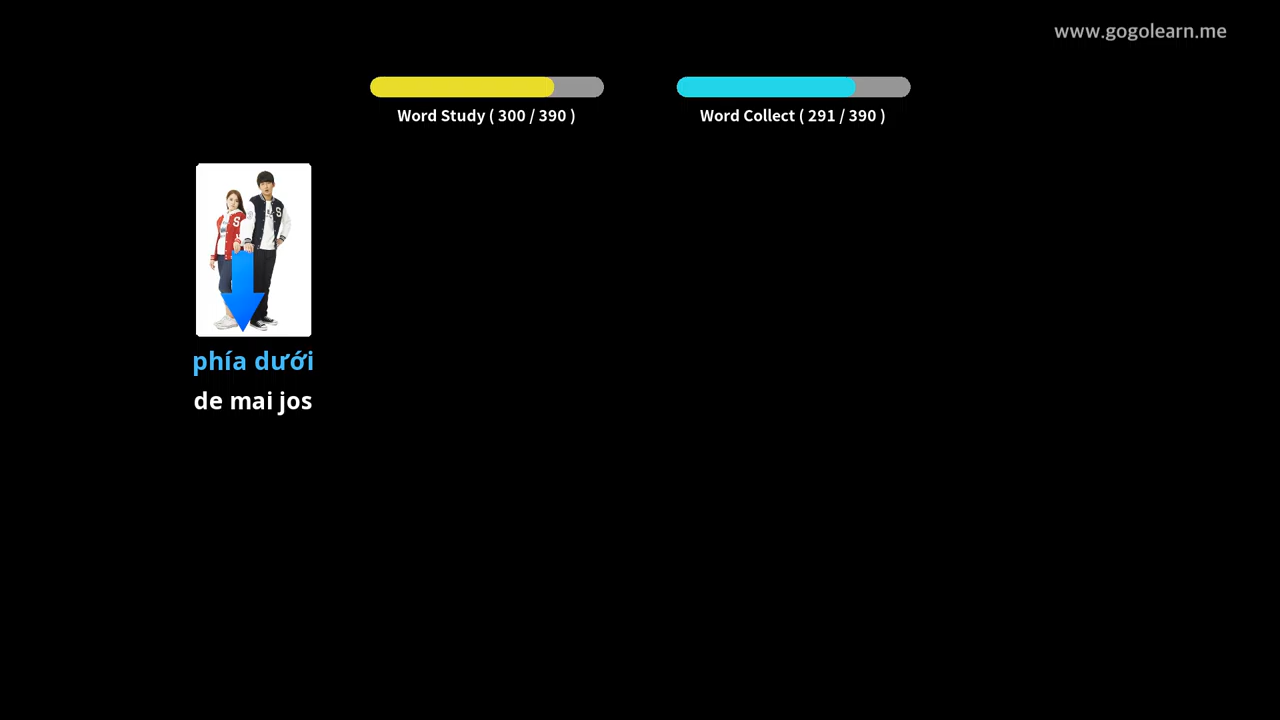 www.gogolearn.me
Word Study ( 300 / 390 )
Word Collect ( 291 / 390 )
S
S
phía dưới
de mai jos